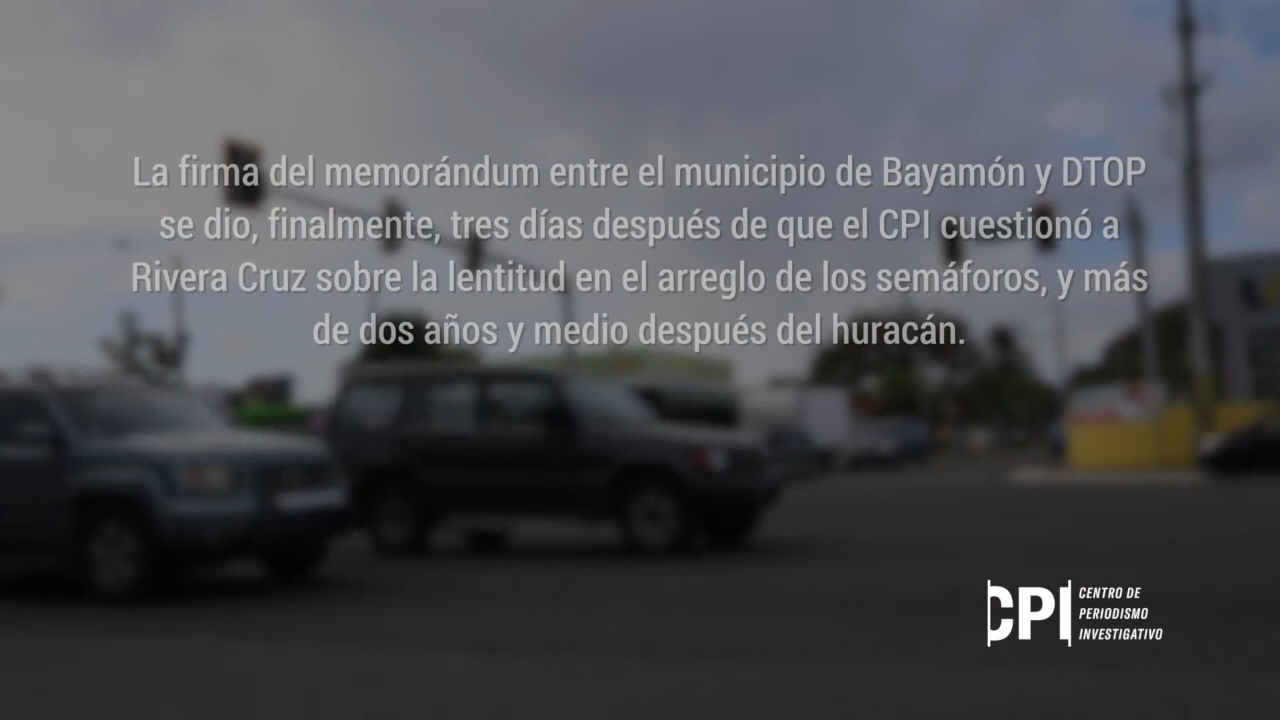 La firma del memorándum entre el municipio de Bayamón y DTOP
se dio, finalmente, tres días después de que el CPI cuestionó a
Rivera Cruz sobre la lentitud en el arreglo de los semáforos, y más
de dos años y medio después del huracán.
CPI
CENTRO DE
PERIODISMO
INVESTIGATIVO